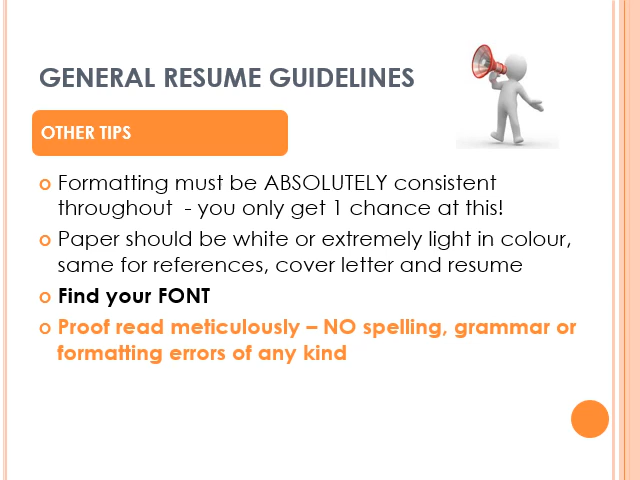 GENERAL RESUME GUIDELINES
OTHER TIPS
Formatting must be ABSOLUTELY consistent
throughout - you only get 1 chance at this!
Paper should be white or extremely light in colour,
same for references, cover letter and resume
Find your FONT
Proof read meticulously – NO spelling, grammar or
formatting errors of any kind